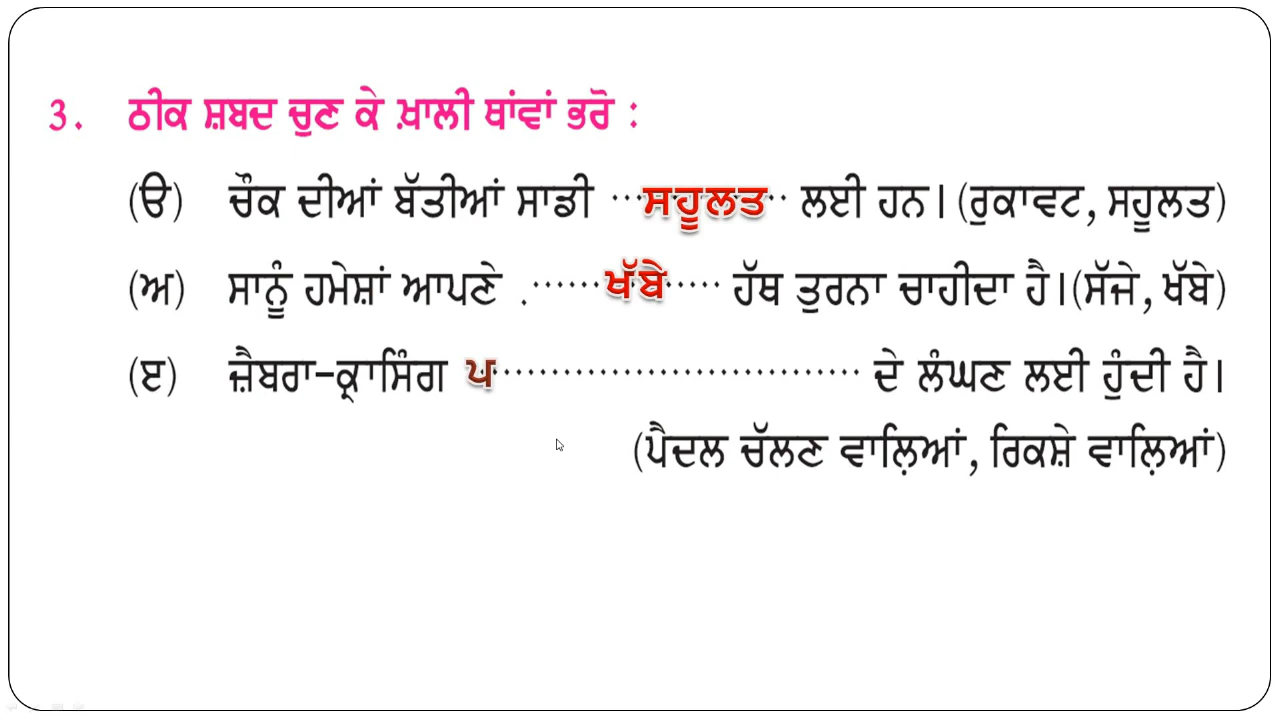 3. ਠੀਕ ਸ਼ਬਦ ਚੁਣ ਕੇ ਖ਼ਾਲੀ ਥਾਂਵਾਂ ਭਰੋ :
(ੳ) ਚੌਕ ਦੀਆਂ ਬੱਤੀਆਂ ਸਾਡੀ ...ਸਹੂਲਤ.. ਲਈ ਹਨ। (ਰੁਕਾਵਟ, ਸਹੂਲਤ)
(ਅ) ਸਾਨੂੰ ਹਮੇਸ਼ਾਂ ਆਪਣੇ .......ਖੱਬੇ..... ਹੱਥ ਤੁਰਨਾ ਚਾਹੀਦਾ ਹੈ। (ਸੱਜੇ, ਖੱਬੇ)
(ੲ) ਜ਼ੈਬਰਾ-ਕ੍ਰਾਸਿੰਗ ਪ................................ ਦੇ ਲੰਘਣ ਲਈ ਹੁੰਦੀ ਹੈ।
(ਪੈਦਲ ਚੱਲਣ ਵਾਲ਼ਿਆਂ, ਰਿਕਸ਼ੇ ਵਾਲ਼ਿਆਂ)